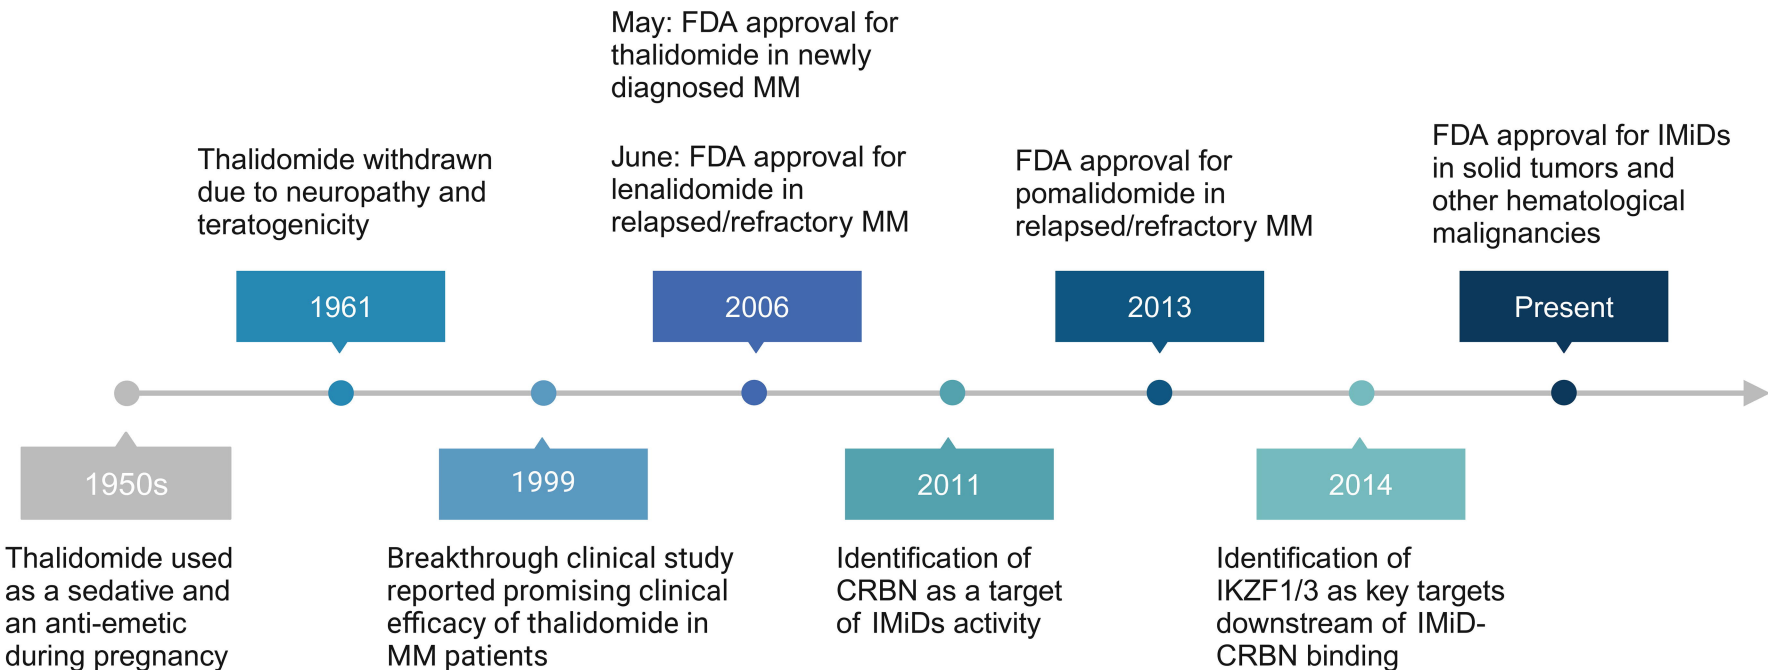 1950s
Thalidomide used
as a sedative and
an anti-emetic
during pregnancy
Thalidomide withdrawn
due to neuropathy and
teratogenicity
1961
1999
Breakthrough clinical study
reported promising clinical
efficacy of thalidomide in
MM patients
May: FDA approval for
thalidomide in newly
diagnosed MM
June: FDA approval for
lenalidomide in
relapsed/refractory MM
2006
2011
Identification of
CRBN as a target
of IMiDs activity
FDA approval for
pomalidomide in
relapsed/refractory MM
2013
2014
Identification of
IKZF1/3 as key targets
downstream of IMiD-
CRBN binding
FDA approval for IMiDs
in solid tumors and
other hematological
malignancies
Present